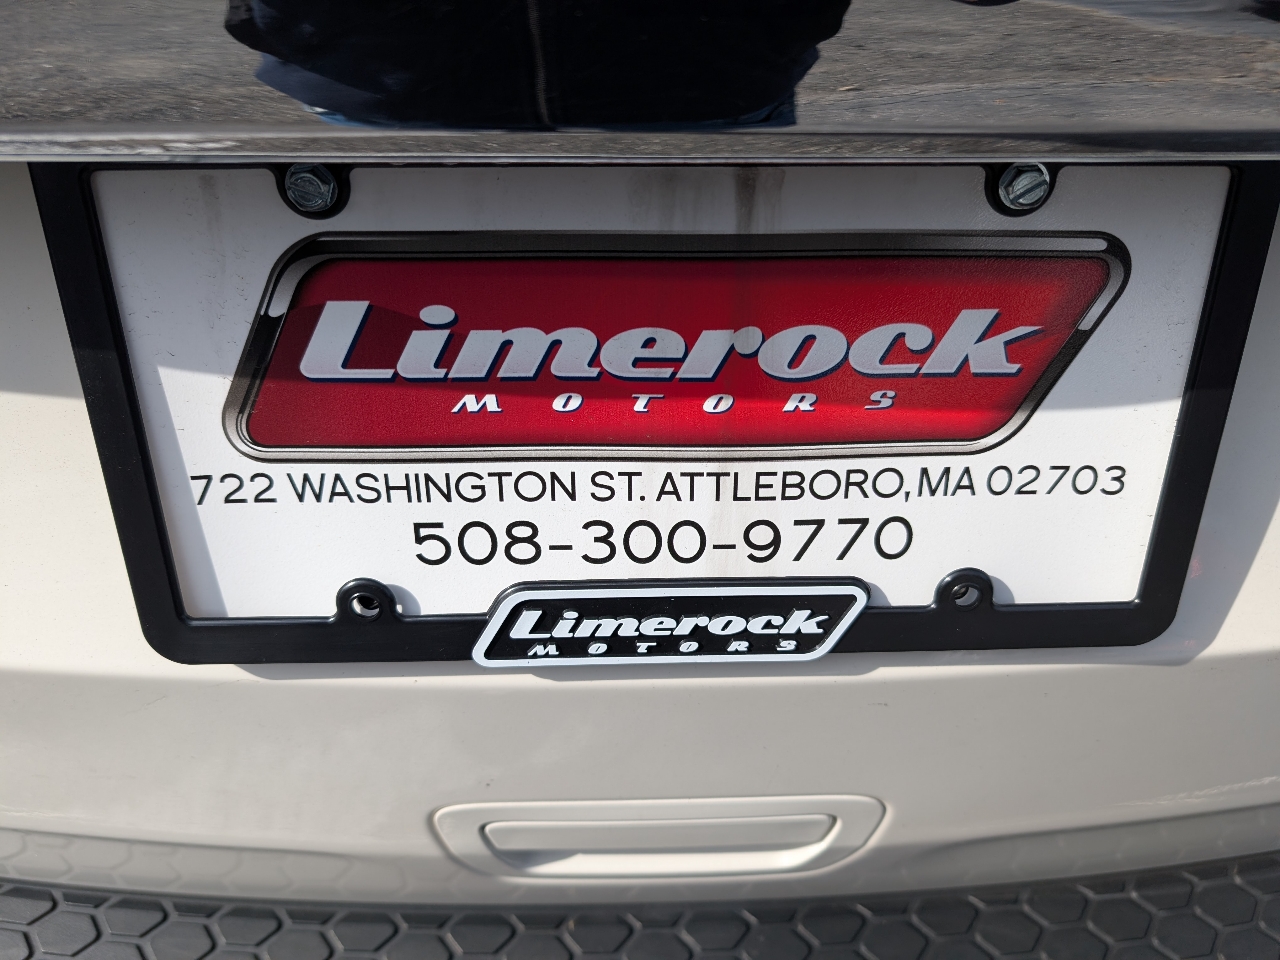 Limerock
MOTORS
722 WASHINGTON ST. ATTLEBORO, MA 02703
508-300-9770
Limerock
MOTORS